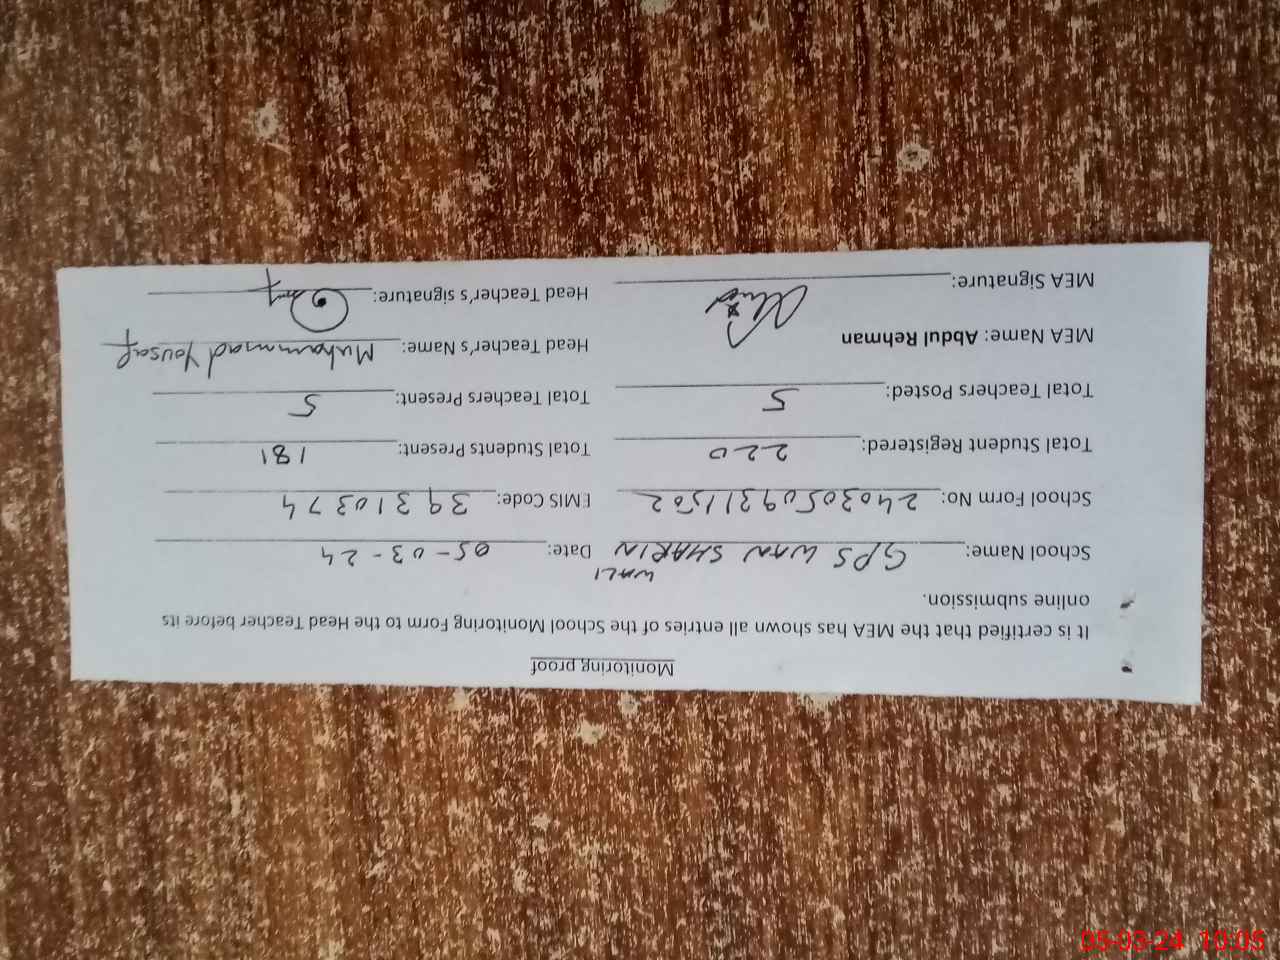 Monitoring proof
It is certified that the MEA has shown all entries of the School Monitoring Form to the Head Teacher before its
online submission.
School Name: GPS WAN SHARIN WALI Date: 05-03-24
School Form No: 24030509311502 EMIS Code: 39310374
Total Student Registered: 220 Total Students Present: 181
Total Teachers Posted: 5 Total Teachers Present: 5
MEA Name: Abdul Rehman Head Teacher's Name: Muhammad Yousaf
MEA Signature: Head Teacher's signature:
05-03-24 10:05